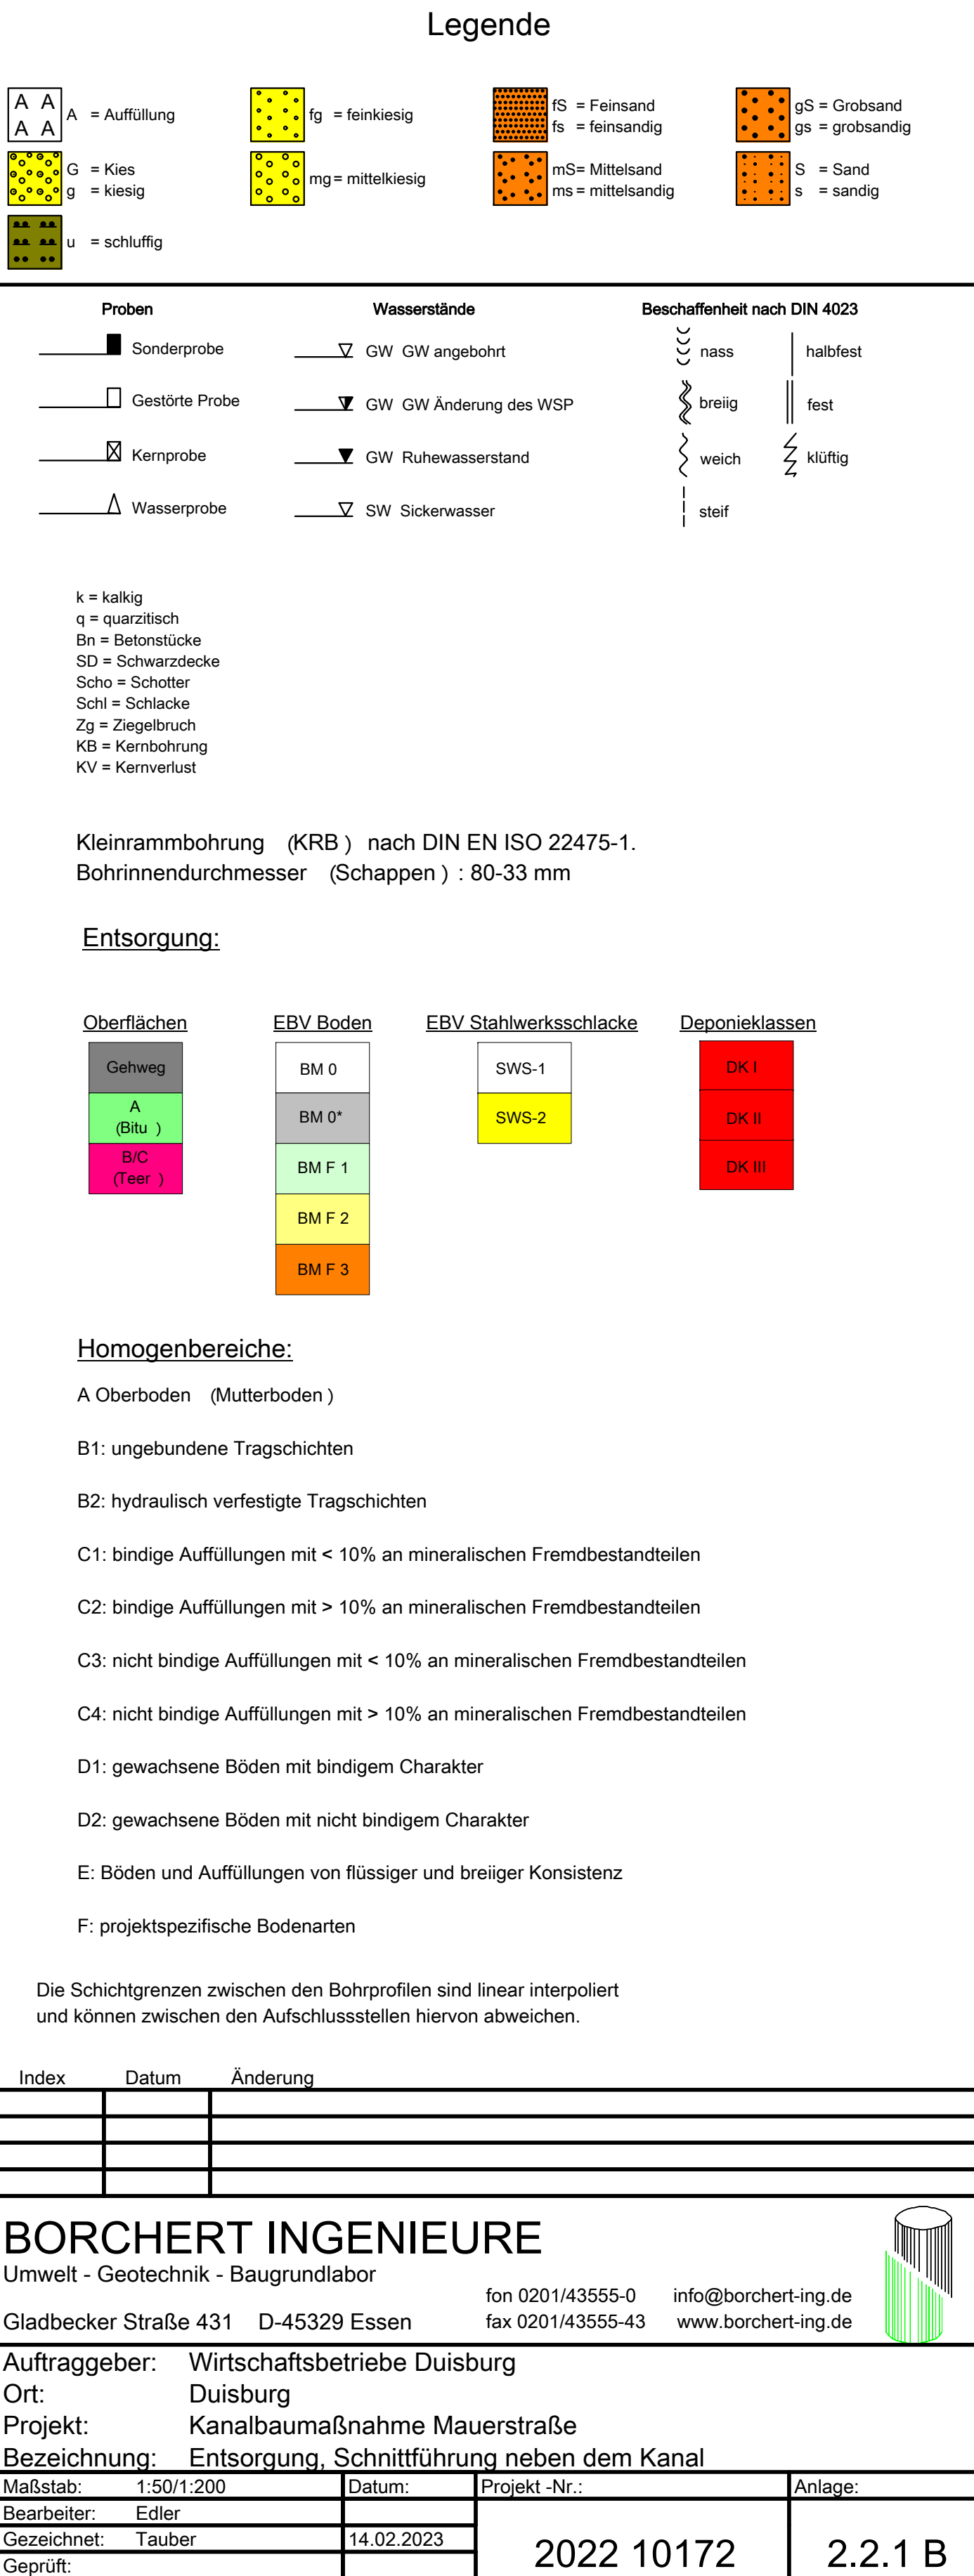 Legende
A A
A A
A = Auffüllung
fg = feinkiesig
fS = Feinsand
fs = feinsandig
gS = Grobsand
gs = grobsandig
G = Kies
g = kiesig
mg= mittelkiesig
mS= Mittelsand
ms= mittelsandig
S = Sand
s = sandig
u = schluffig
Proben Wasserstände Beschaffenheit nach DIN 4023
Sonderprobe GW GW angebohrt nass halbfest
Gestörte Probe GW GW Änderung des WSP breiig fest
Kernprobe GW Ruhewasserstand weich klüftig
Wasserprobe SW Sickerwasser steif
k = kalkig
q = quarzitisch
Bn = Betonstücke
SD = Schwarzdecke
Scho = Schotter
Schl = Schlacke
Zg = Ziegelbruch
KB = Kernbohrung
KV = Kernverlust
Kleinrammbohrung (KRB ) nach DIN EN ISO 22475-1.
Bohrinnendurchmesser (Schappen ) : 80-33 mm
Entsorgung:
Oberflächen EBV Boden EBV Stahlwerksschlacke Deponieklassen
Gehweg BM 0 SWS-1 DK I
A
(Bitu ) BM 0* SWS-2 DK II
B/C
(Teer ) BM F 1 DK III
BM F 2
BM F 3
Homogenbereiche:
A Oberboden (Mutterboden )
B1: ungebundene Tragschichten
B2: hydraulisch verfestigte Tragschichten
C1: bindige Auffüllungen mit < 10% an mineralischen Fremdbestandteilen
C2: bindige Auffüllungen mit > 10% an mineralischen Fremdbestandteilen
C3: nicht bindige Auffüllungen mit < 10% an mineralischen Fremdbestandteilen
C4: nicht bindige Auffüllungen mit > 10% an mineralischen Fremdbestandteilen
D1: gewachsene Böden mit bindigem Charakter
D2: gewachsene Böden mit nicht bindigem Charakter
E: Böden und Auffüllungen von flüssiger und breiiger Konsistenz
F: projektspezifische Bodenarten
Die Schichtgrenzen zwischen den Bohrprofilen sind linear interpoliert
und können zwischen den Aufschlussstellen hiervon abweichen.
Index Datum Änderung
BORCHERT INGENIEURE
Umwelt - Geotechnik - Baugrundlabor
fon 0201/43555-0 info@borchert-ing.de
Gladbecker Straße 431 D-45329 Essen fax 0201/43555-43 www.borchert-ing.de
Auftraggeber: Wirtschaftsbetriebe Duisburg
Ort: Duisburg
Projekt: Kanalbaumaßnahme Mauerstraße
Bezeichnung: Entsorgung, Schnittführung neben dem Kanal
Maßstab: 1:50/1:200 Datum: Projekt -Nr.: Anlage:
Bearbeiter: Edler
Gezeichnet: Tauber 14.02.2023 2022 10172 2.2.1 B
Geprüft: